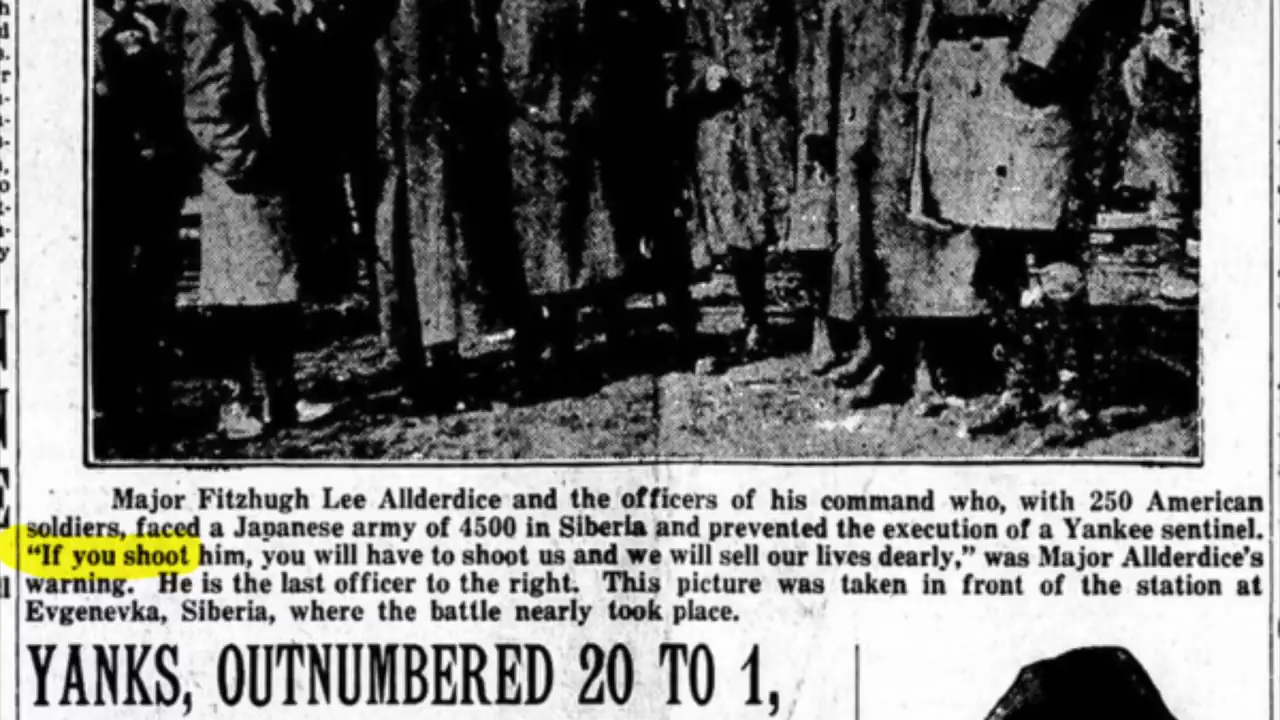 Major Fitzhugh Lee Allderdice and the officers of his command who, with 250 American
soldiers, faced a Japanese army of 4500 in Siberia and prevented the execution of a Yankee sentinel.
“If you shoot him, you will have to shoot us and we will sell our lives dearly,” was Major Allderdice's
warning. He is the last officer to the right. This picture was taken in front of the station at
Evgenevka, Siberia, where the battle nearly took place.
YANKS, OUTNUMBERED 20 TO 1,